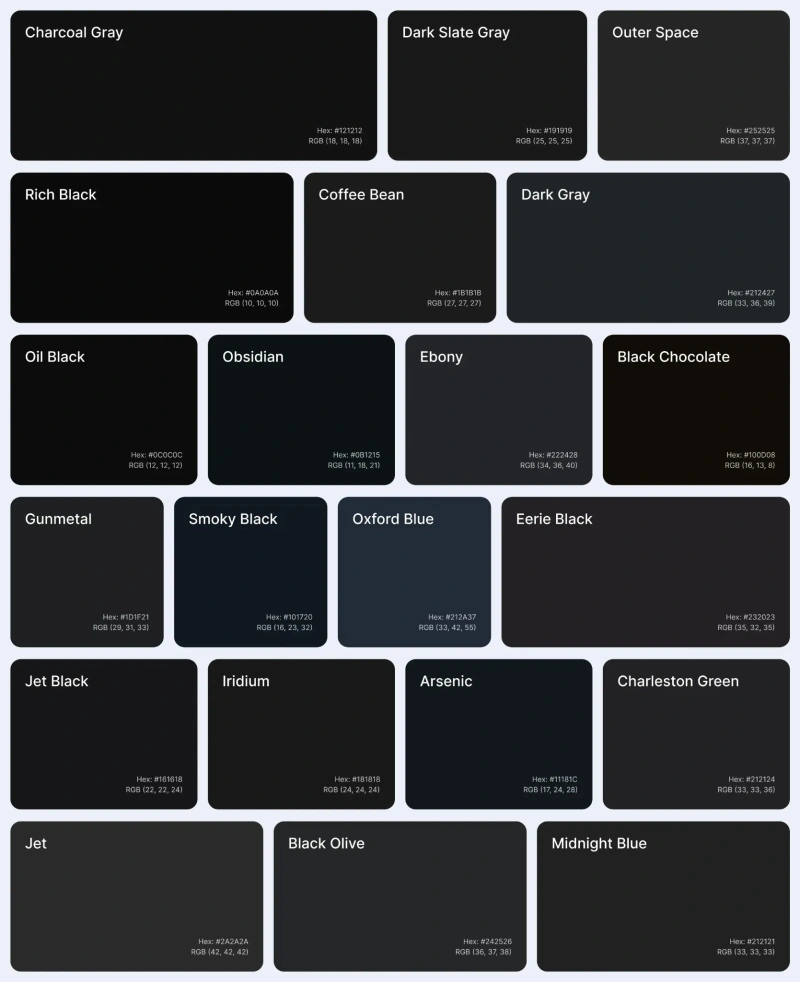 Charcoal Gray
Hex: #121212
RGB (18, 18, 18)
Dark Slate Gray
Hex: #191919
RGB (25, 25, 25)
Outer Space
Hex: #252525
RGB (37, 37, 37)
Rich Black
Hex: #0A0A0A
RGB (10, 10, 10)
Coffee Bean
Hex: #1B1B1B
RGB (27, 27, 27)
Dark Gray
Hex: #212427
RGB (33, 36, 39)
Oil Black
Hex: #0C0C0C
RGB (12, 12, 12)
Obsidian
Hex: #0B1215
RGB (11, 18, 21)
Ebony
Hex: #222428
RGB (34, 36, 40)
Black Chocolate
Hex: #100D08
RGB (16, 13, 8)
Gunmetal
Hex: #1D1F21
RGB (29, 31, 33)
Smoky Black
Hex: #101720
RGB (16, 23, 32)
Oxford Blue
Hex: #212A37
RGB (33, 42, 55)
Eerie Black
Hex: #232023
RGB (35, 32, 35)
Jet Black
Hex: #161618
RGB (22, 22, 24)
Iridium
Hex: #181818
RGB (24, 24, 24)
Arsenic
Hex: #11181C
RGB (17, 24, 28)
Charleston Green
Hex: #212124
RGB (33, 33, 36)
Jet
Hex: #2A2A2A
RGB (42, 42, 42)
Black Olive
Hex: #242526
RGB (36, 37, 38)
Midnight Blue
Hex: #212121
RGB (33, 33, 33)